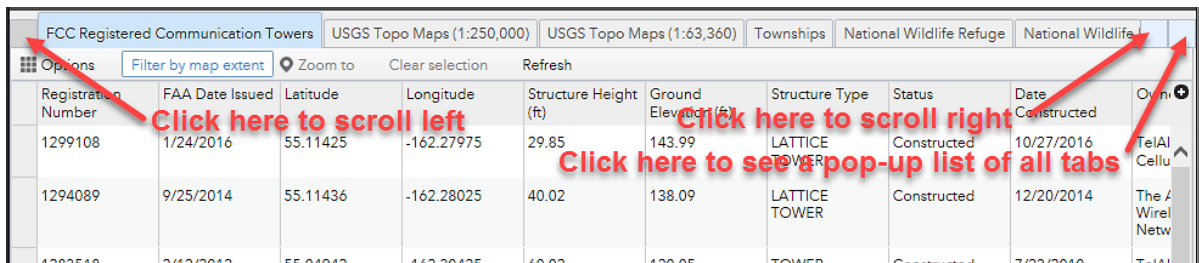 FCC Registered Communication Towers USGS Topo Maps (1:250,000) USGS Topo Maps (1:63,360) Townships National Wildlife Refuge National Wildlife
Options Filter by map extent Zoom to Clear selection Refresh
Registration Number FAA Date Issued Latitude Longitude Structure Height (ft) Ground Elevation (ft) Structure Type Status Date Constructed
Click here to scroll left
Click here to scroll right
1299108 1/24/2016 55.11425 -162.27975 29.85 143.99 LATTICE TOWER Constructed 10/27/2016 TelAl Cellu
Click here to see a pop-up list of all tabs
1294089 9/25/2014 55.11436 -162.28025 40.02 138.09 LATTICE TOWER Constructed 12/20/2014 The A Wirel Netw